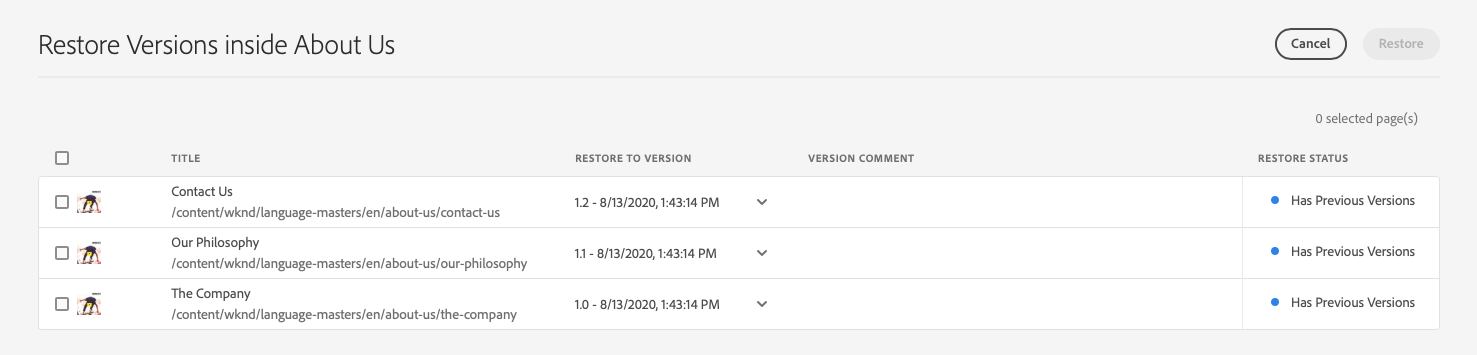 Restore Versions inside About Us
Cancel
Restore
0 selected page(s)
TITLE
RESTORE TO VERSION
VERSION COMMENT
RESTORE STATUS
Contact Us
/content/wknd/language-masters/en/about-us/contact-us
1.2 - 8/13/2020, 1:43:14 PM
Has Previous Versions
Our Philosophy
/content/wknd/language-masters/en/about-us/our-philosophy
1.1 - 8/13/2020, 1:43:14 PM
Has Previous Versions
The Company
/content/wknd/language-masters/en/about-us/the-company
1.0 - 8/13/2020, 1:43:14 PM
Has Previous Versions